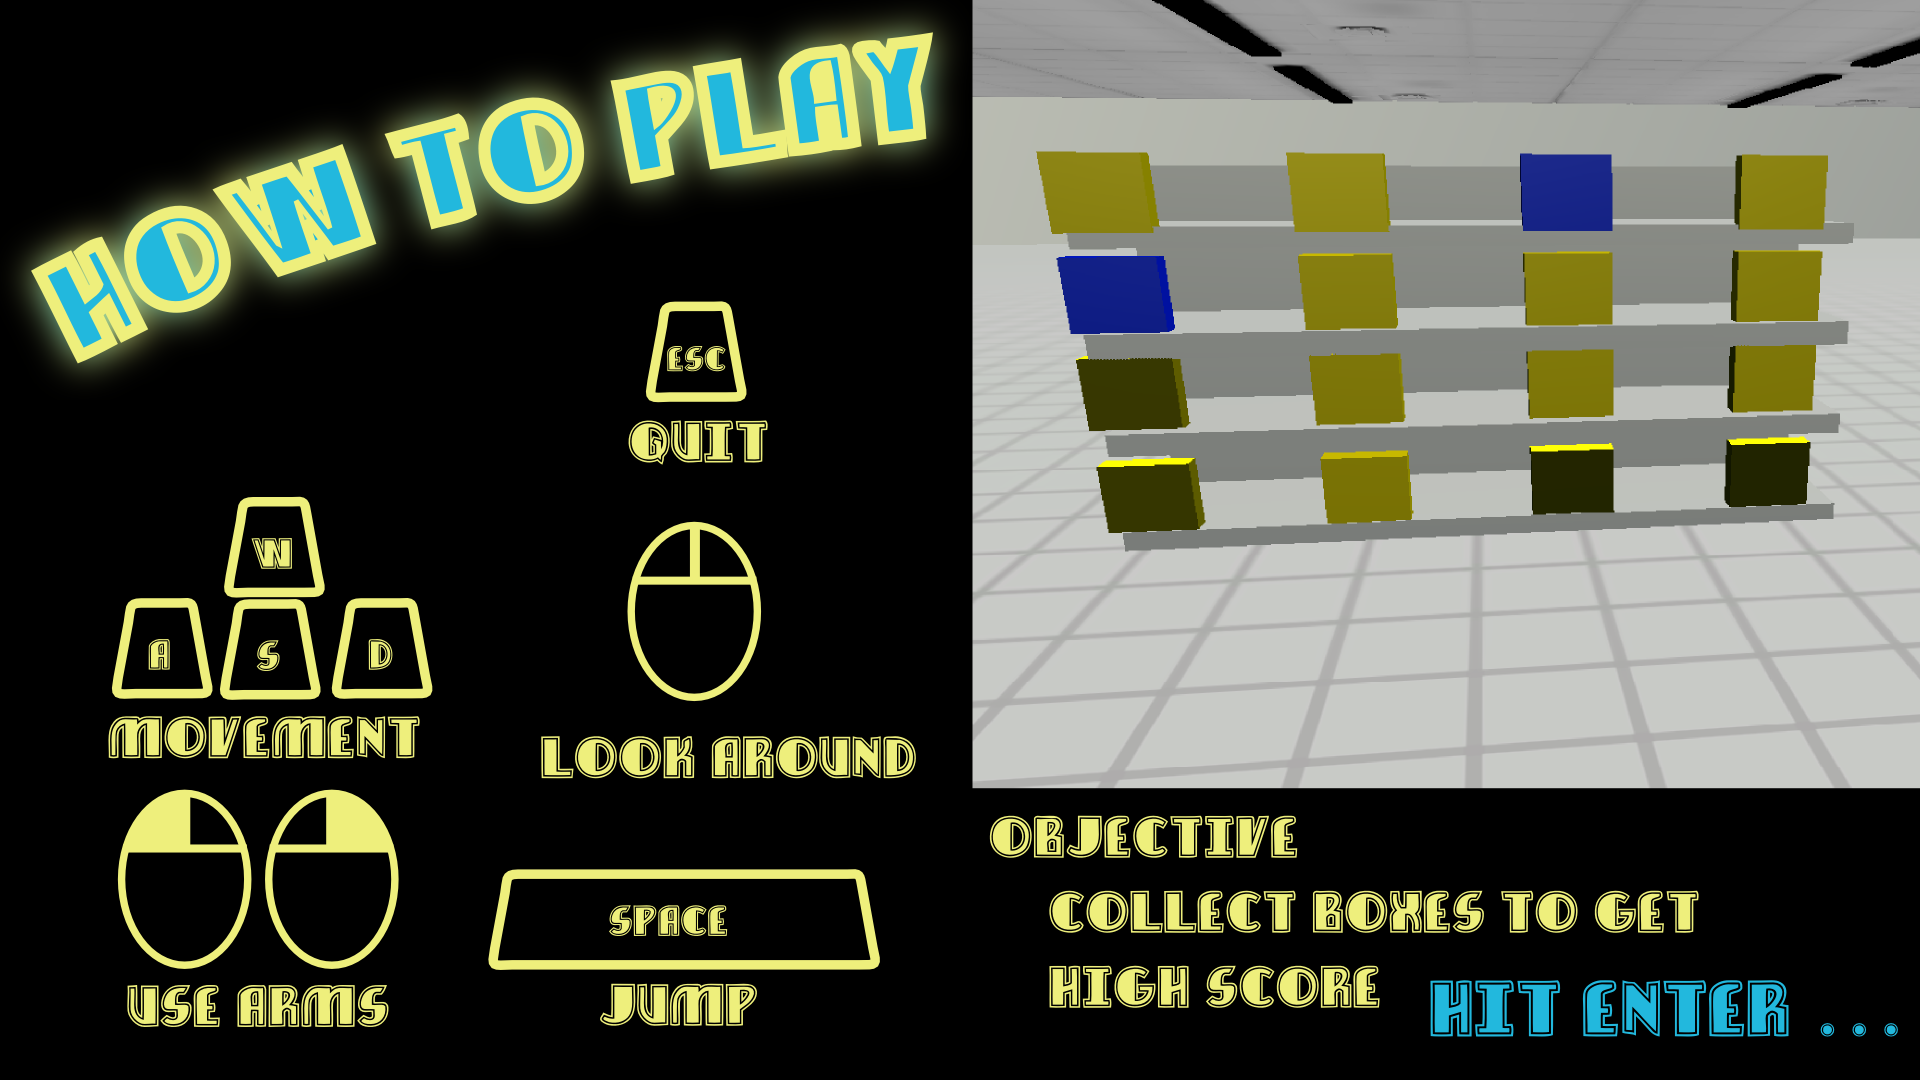 HOW TO PLAY
ESC
QUIT
W
A S D
MOVEMENT
LOOK AROUND
USE ARMS
SPACE
JUMP
OBJECTIVE
COLLECT BOXES TO GET
HIGH SCORE
HIT ENTER ...